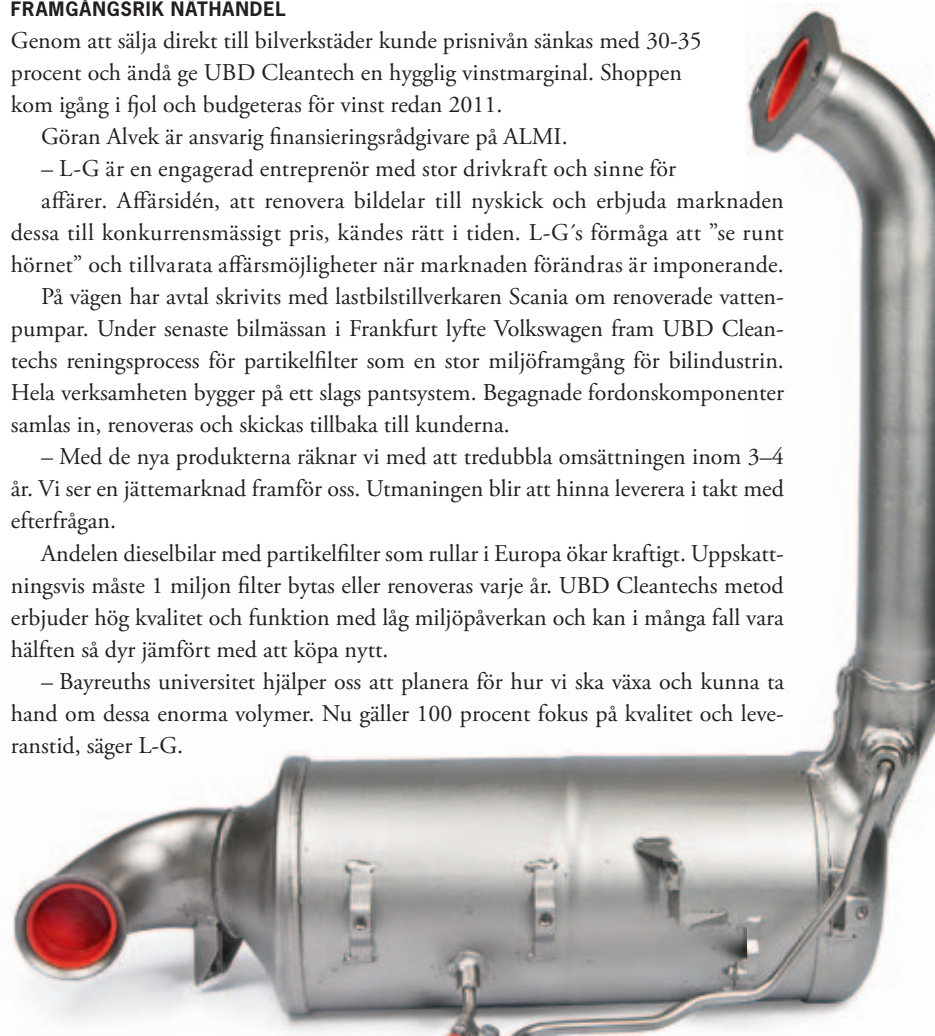 FRAMGÅNGSRIK NÄTHANDEL
Genom att sälja direkt till bilverkstäder kunde prisnivån sänkas med 30-35
procent och ändå ge UBD Cleantech en hygglig vinstmarginal. Shoppen
kom igång i fjol och budgeteras för vinst redan 2011.
Göran Alvek är ansvarig finansieringsrådgivare på ALMI.
– L-G är en engagerad entreprenör med stor drivkraft och sinne för
affärer. Affärsidén, att renovera bildelar till nyskick och erbjuda marknaden
dessa till konkurrensmässigt pris, kändes rätt i tiden. L-G´s förmåga att ”se runt
hörnet” och tillvarata affärsmöjligheter när marknaden förändras är imponerande.
På vägen har avtal skrivits med lastbilstillverkaren Scania om renoverade vatten-
pumpar. Under senaste bilmässan i Frankfurt lyfte Volkswagen fram UBD Clean-
techs reningsprocess för partikelfilter som en stor miljöframgång för bilindustrin.
Hela verksamheten bygger på ett slags pantsystem. Begagnade fordonskomponenter
samlas in, renoveras och skickas tillbaka till kunderna.
– Med de nya produkterna räknar vi med att tredubbla omsättningen inom 3–4
år. Vi ser en jättemarknad framför oss. Utmaningen blir att hinna leverera i takt med
efterfrågan.
Andelen dieselbilar med partikelfilter som rullar i Europa ökar kraftigt. Uppskatt-
ningsvis måste 1 miljon filter bytas eller renoveras varje år. UBD Cleantechs metod
erbjuder hög kvalitet och funktion med låg miljöpåverkan och kan i många fall vara
hälften så dyr jämfört med att köpa nytt.
– Bayreuths universitet hjälper oss att planera för hur vi ska växa och kunna ta
hand om dessa enorma volymer. Nu gäller 100 procent fokus på kvalitet och leve-
ranstid, säger L-G.